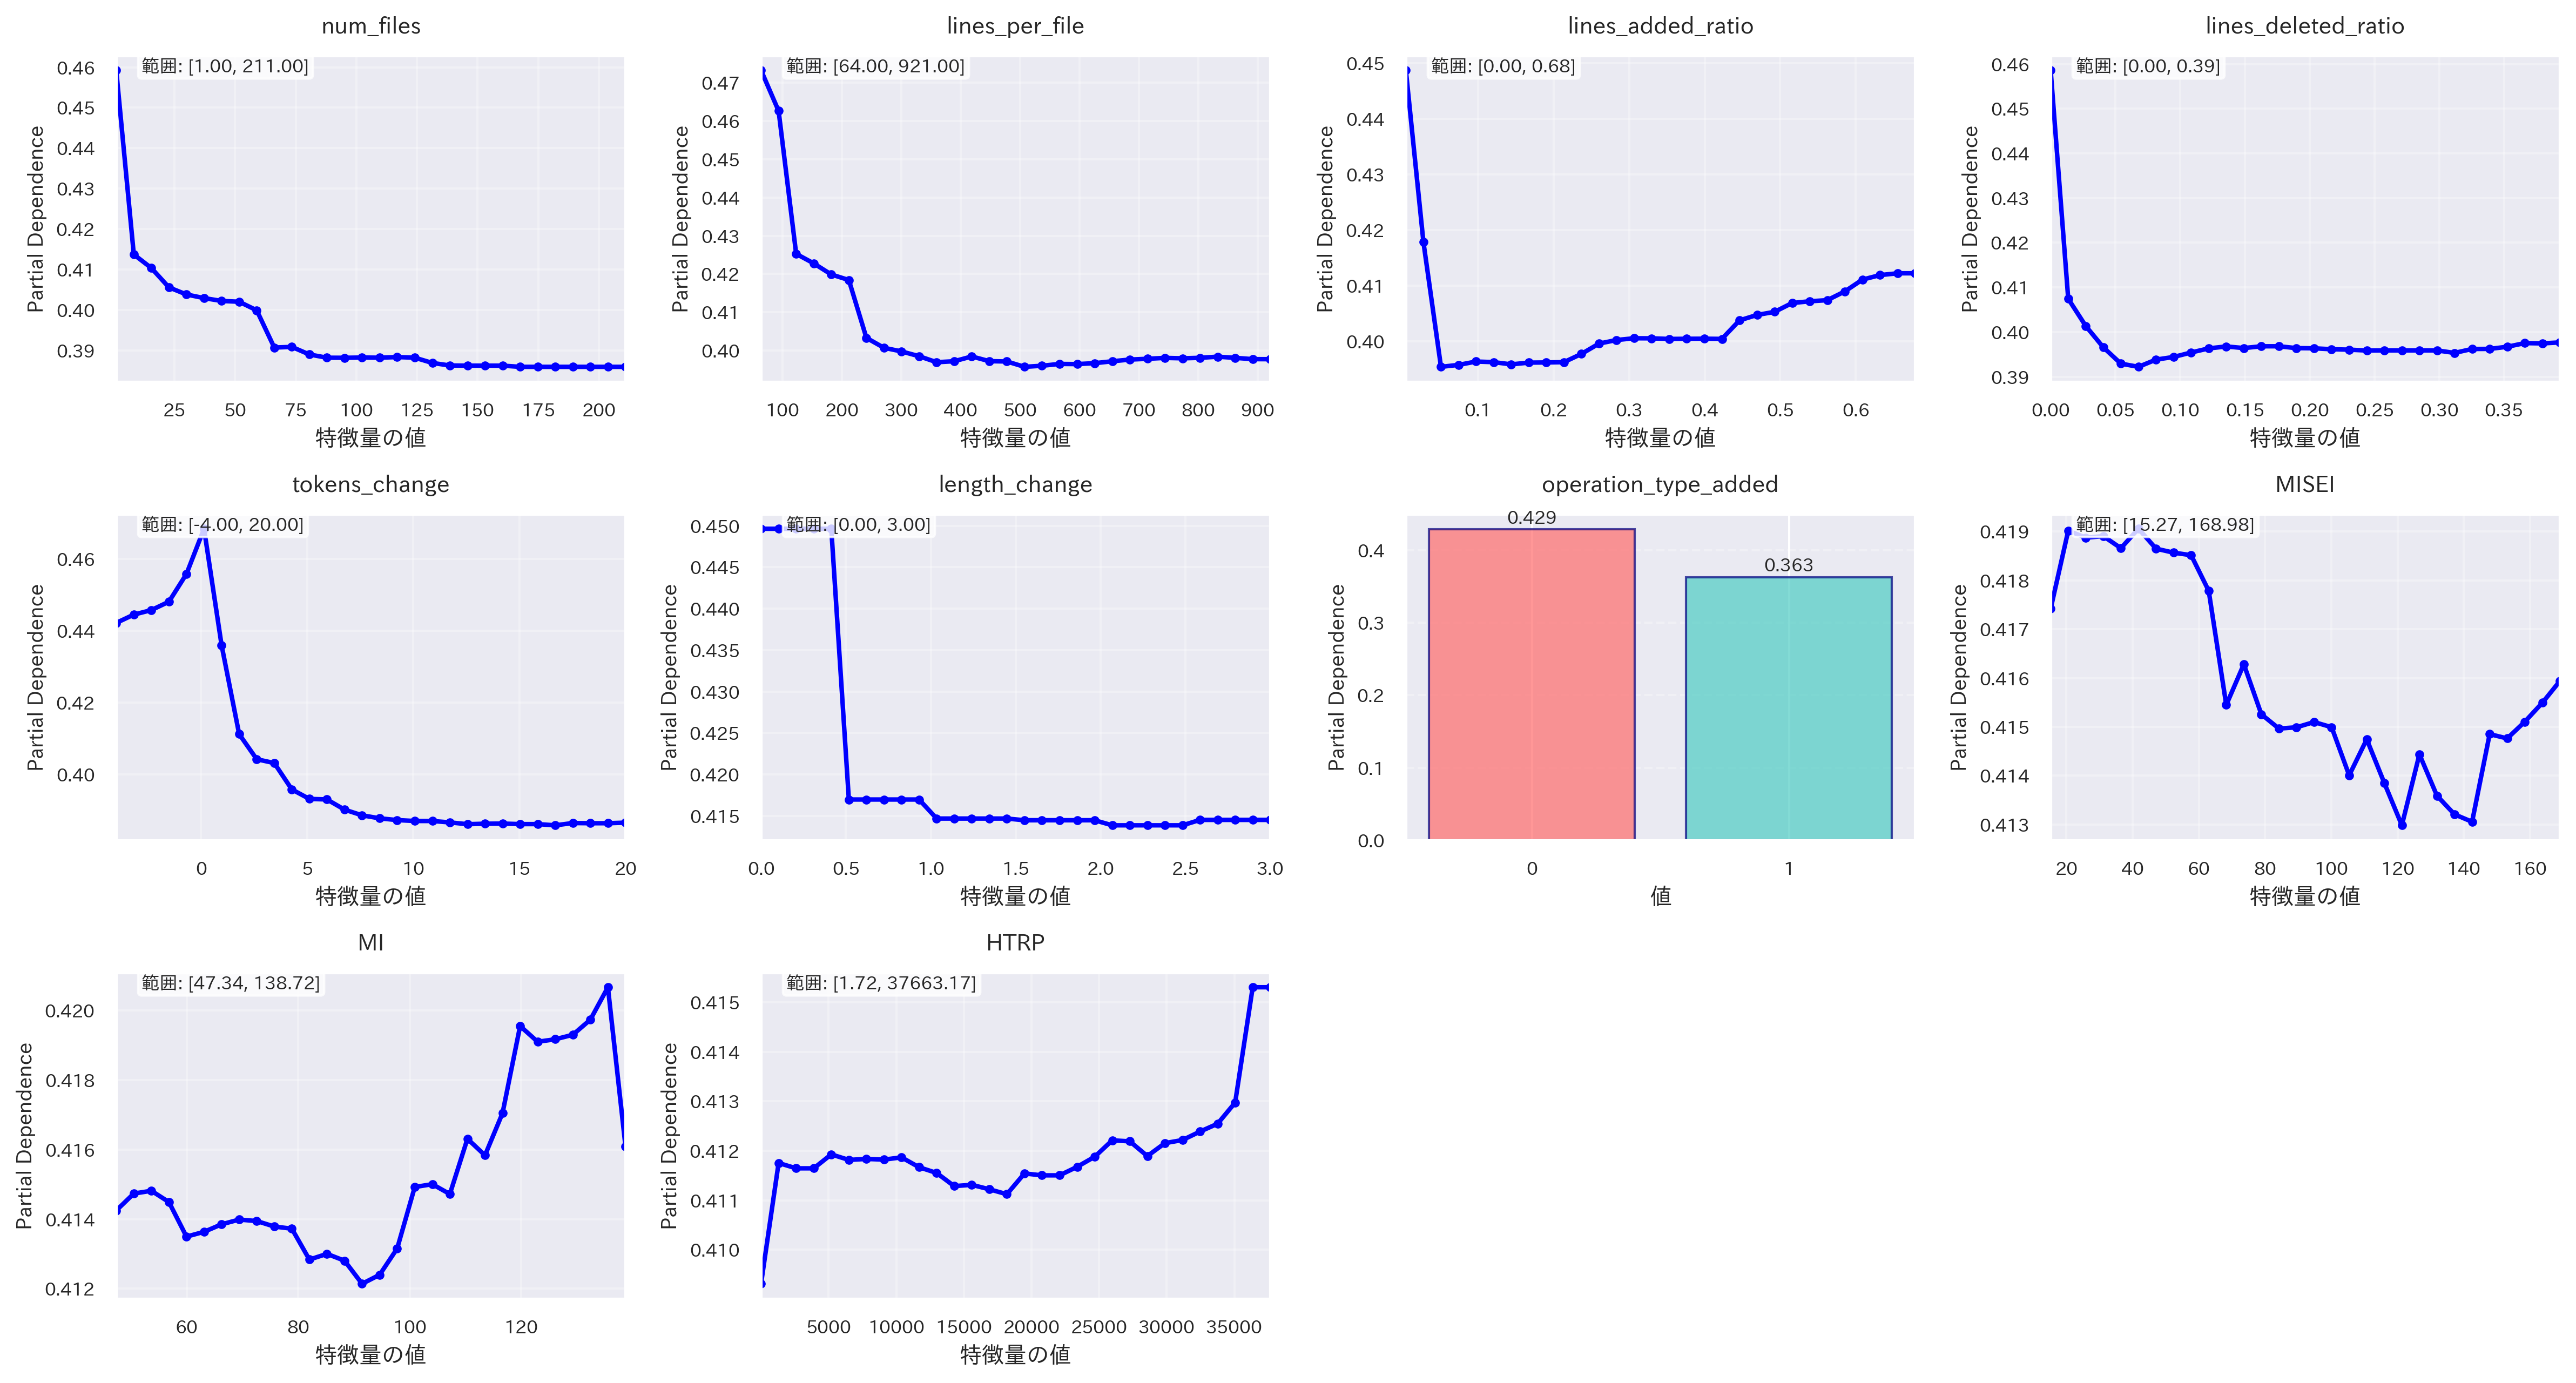 num_files
範囲: [1.00, 211.00]
0.46
0.45
0.44
0.43
0.42
0.41
0.40
0.39
Partial Dependence
25 50 75 100 125 150 175 200
特徴量の値
lines_per_file
範囲: [64.00, 921.00]
0.47
0.46
0.45
0.44
0.43
0.42
0.41
0.40
Partial Dependence
100 200 300 400 500 600 700 800 900
特徴量の値
lines_added_ratio
範囲: [0.00, 0.68]
0.45
0.44
0.43
0.42
0.41
0.40
Partial Dependence
0.1 0.2 0.3 0.4 0.5 0.6
特徴量の値
lines_deleted_ratio
範囲: [0.00, 0.39]
0.46
0.45
0.44
0.43
0.42
0.41
0.40
0.39
Partial Dependence
0.00 0.05 0.10 0.15 0.20 0.25 0.30 0.35
特徴量の値
tokens_change
範囲: [-4.00, 20.00]
0.46
0.44
0.42
0.40
Partial Dependence
0 5 10 15 20
特徴量の値
length_change
範囲: [0.00, 3.00]
0.450
0.445
0.440
0.435
0.430
0.425
0.420
0.415
Partial Dependence
0.0 0.5 1.0 1.5 2.0 2.5 3.0
特徴量の値
operation_type_added
0.429
0.363
0.4
0.3
0.2
0.1
0.0
Partial Dependence
0 1
値
MISEI
範囲: [15.27, 168.98]
0.419
0.418
0.417
0.416
0.415
0.414
0.413
Partial Dependence
20 40 60 80 100 120 140 160
特徴量の値
MI
範囲: [47.34, 138.72]
0.420
0.418
0.416
0.414
0.412
Partial Dependence
60 80 100 120
特徴量の値
HTRP
範囲: [1.72, 37663.17]
0.415
0.414
0.413
0.412
0.411
0.410
Partial Dependence
5000 10000 15000 20000 25000 30000 35000
特徴量の値